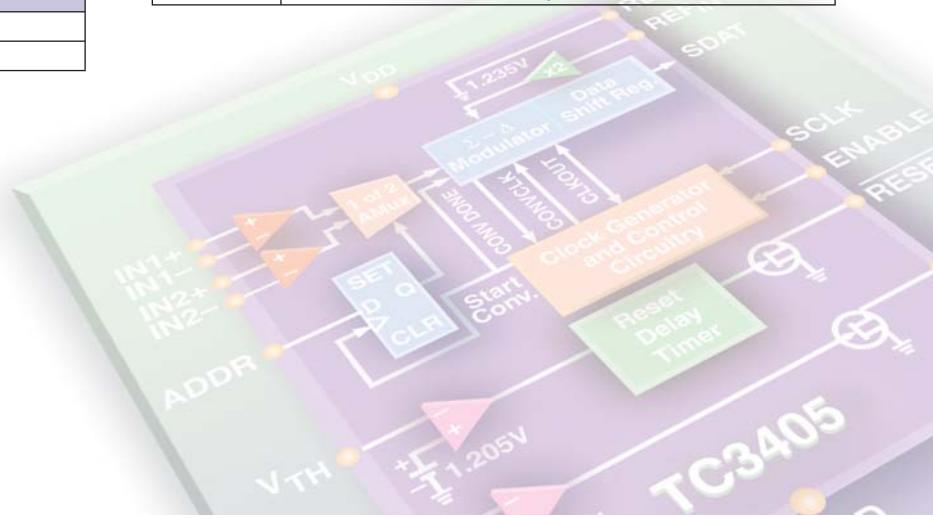 REFIN
SDAT
VDD
1.235V
x2
Σ – Δ
Modulator
Data
Shift Reg.
SCLK
ENABLE
1 of 2
AMux
CONV DONE
CONVCLK
CLKOUT
Clock Generator
and Control
Circuitry
IN1+
IN1–
IN2+
IN2–
SET
D Q
CLR
Start
Conv.
Reset
Delay
Timer
ADDR
+
–
1.205V
VTH
TC3405